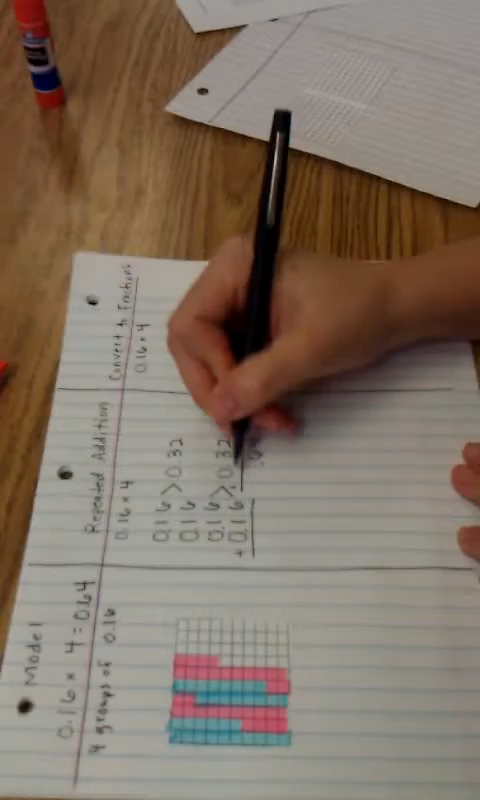 Model
0.16 x 4 = 0.64
4 groups of 0.16
Repeated Addition
0.16 x 4
0.16 > 0.32
0.16
0.16 > 0.32
+ 0.16
Convert to Fractions
0.16 x 4